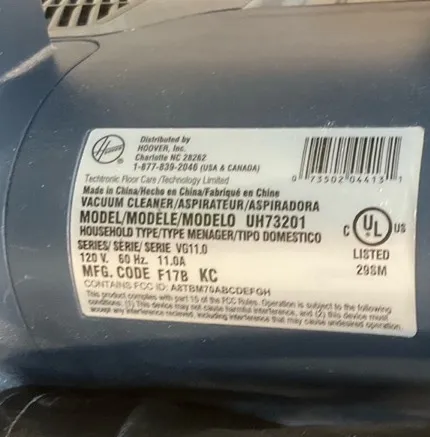 Hoover
Distributed by
HOOVER, Inc.
Charlotte NC 28262
1-877-839-2046 (USA & CANADA)
0 73502 04413 1
Techtronic Floor Care /Technology Limited
Made in China/Hecho en China/Fabriqué en Chine
VACUUM CLEANER/ASPIRATEUR/ASPIRADORA
MODEL/MODÈLE/MODELO UH73201
HOUSEHOLD TYPE/TYPE MENAGER/TIPO DOMESTICO
SERIES/ SÉRIE/ SERIE VG11.0
120 V. 60 Hz. 11.0A
MFG. CODE F17B KC
C UL US
LISTED
298M
CONTAINS FCC ID: A8TBM70ABCDEFGH
This product complies with part 15 of the FCC Rules. Operation is subject to the following
conditions: (1) This device may not cause harmful interference, and (2) this device must
accept any interference received, including interference that may cause undesired operation.